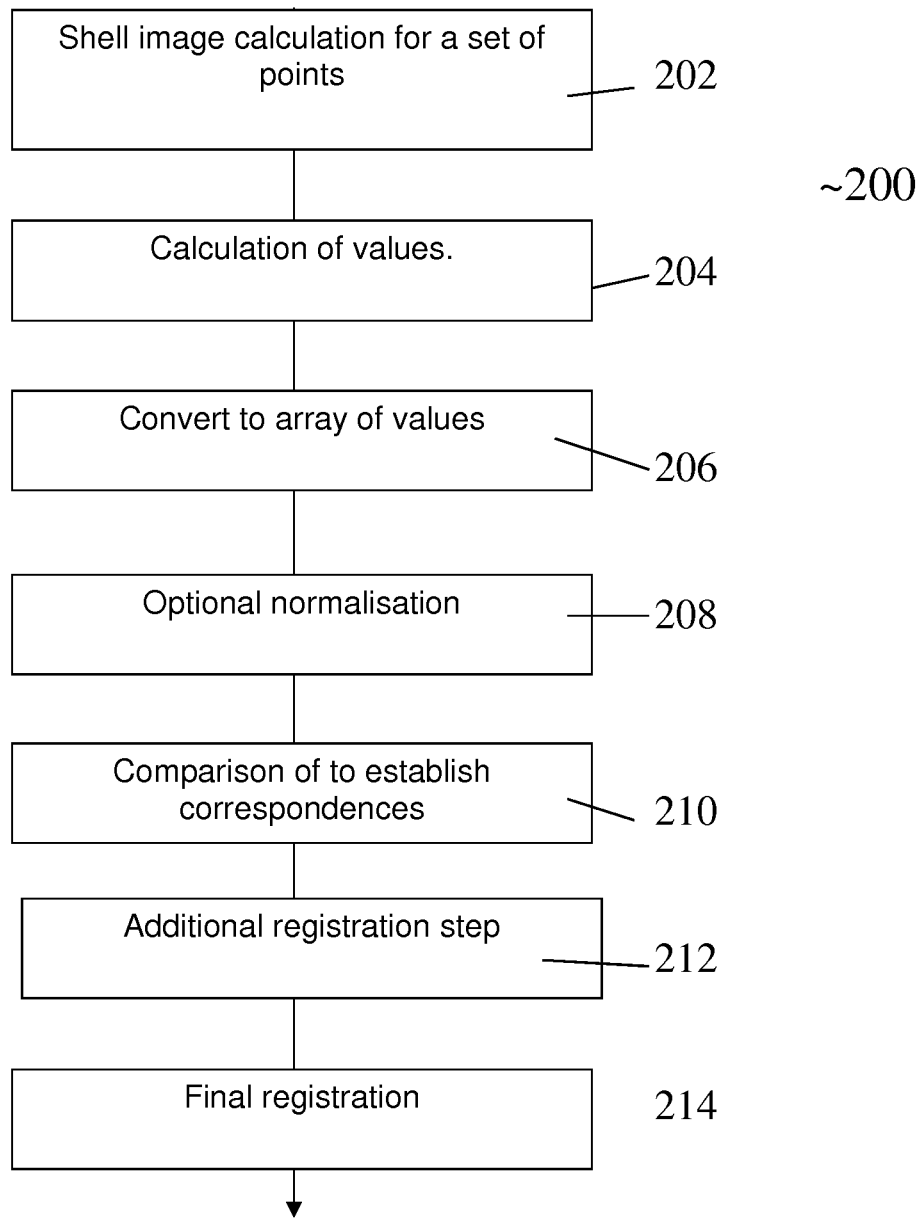 Shell image calculation for a set of
points
202
~200
Calculation of values.
204
Convert to array of values
206
Optional normalisation
208
Comparison of to establish
correspondences
210
Additional registration step
212
Final registration
214